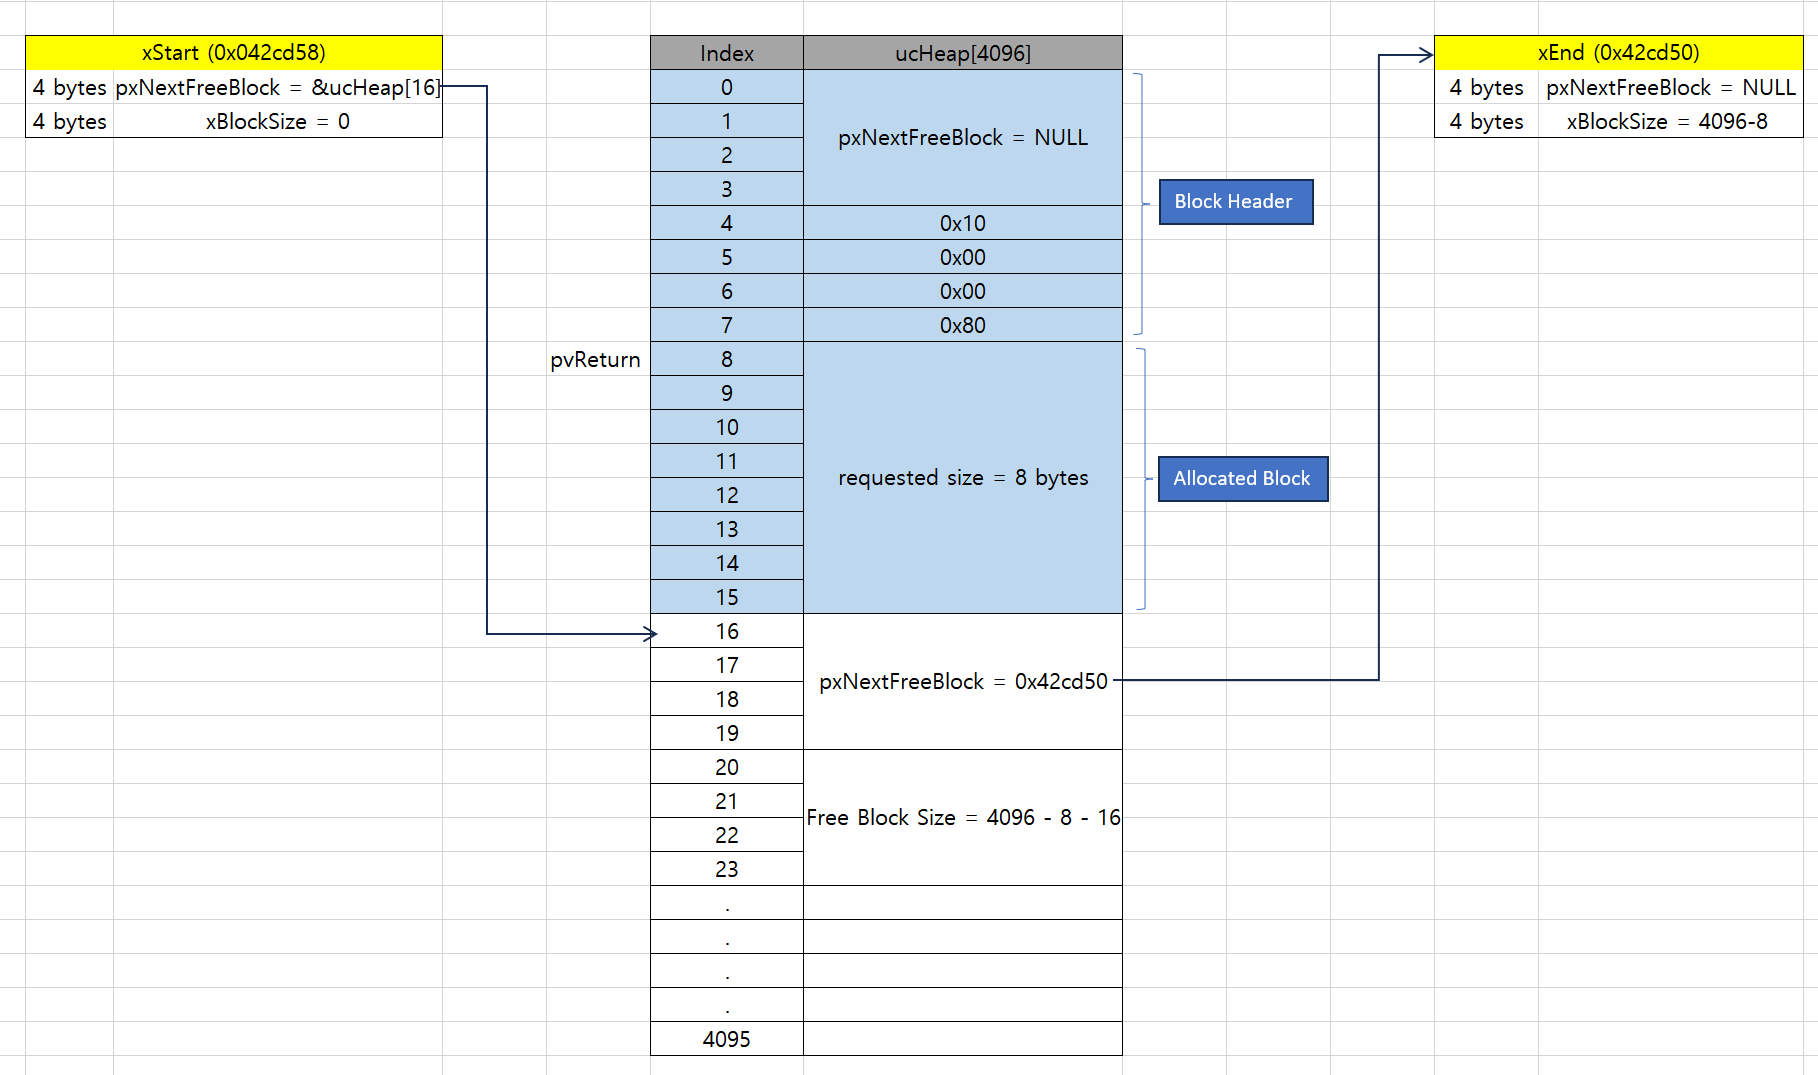 xStart (0x042cd58)
4 bytes pxNextFreeBlock = &ucHeap[16]
4 bytes xBlockSize = 0
Index ucHeap[4096]
0
1
2
3
pxNextFreeBlock = NULL
4 0x10
5 0x00
6 0x00
7 0x80
Block Header
pvReturn
8
9
10
11
12
13
14
15
requested size = 8 bytes
Allocated Block
16
17
18
19
pxNextFreeBlock = 0x42cd50
20
21
22
23
Free Block Size = 4096 - 8 - 16
.
.
.
.
4095
xEnd (0x42cd50)
4 bytes pxNextFreeBlock = NULL
4 bytes xBlockSize = 4096-8